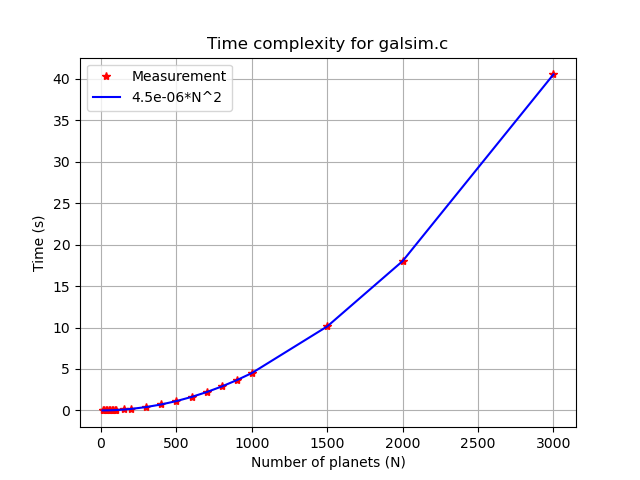 Time complexity for galsim.c
Measurement
4.5e-06*N^2
40
35
30
25
20
15
10
5
0
Time (s)
0 500 1000 1500 2000 2500 3000
Number of planets (N)